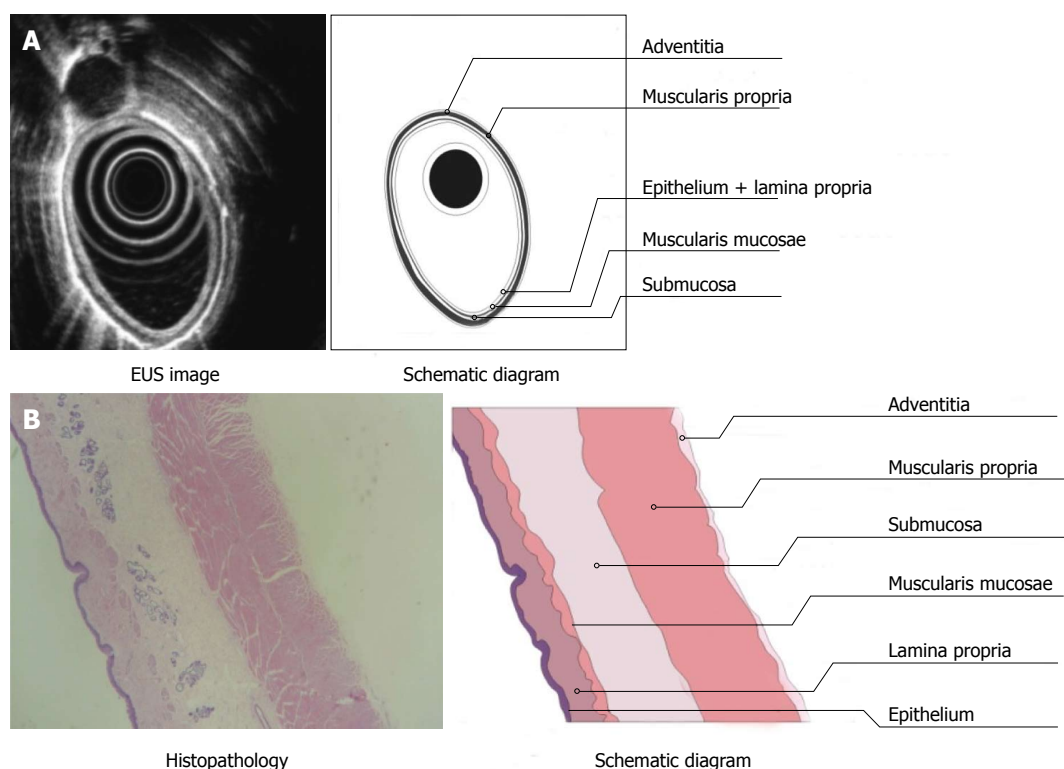 A
Adventitia
Muscularis propria
Epithelium + lamina propria
Muscularis mucosae
Submucosa
EUS image
Schematic diagram
B
Adventitia
Muscularis propria
Submucosa
Muscularis mucosae
Lamina propria
Epithelium
Histopathology
Schematic diagram